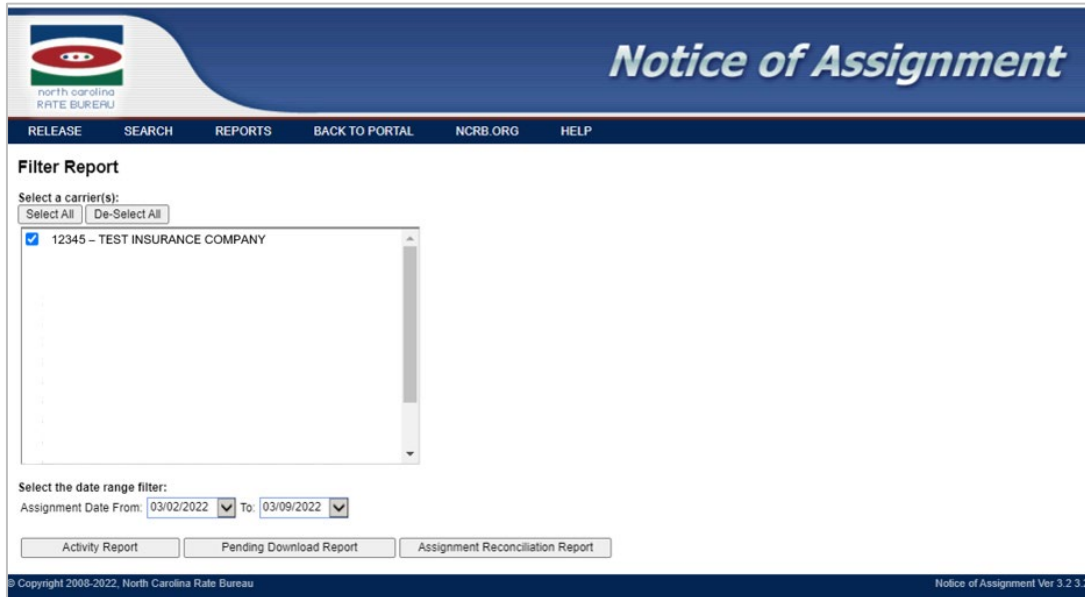 north carolina
RATE BUREAU
Notice of Assignment
RELEASE SEARCH REPORTS BACK TO PORTAL NCRB.ORG HELP
Filter Report
Select a carrier(s):
Select All De-Select All
12345 – TEST INSURANCE COMPANY
Select the date range filter:
Assignment Date From: 03/02/2022 To: 03/09/2022
Activity Report Pending Download Report Assignment Reconciliation Report
© Copyright 2008-2022, North Carolina Rate Bureau Notice of Assignment Ver 3.2